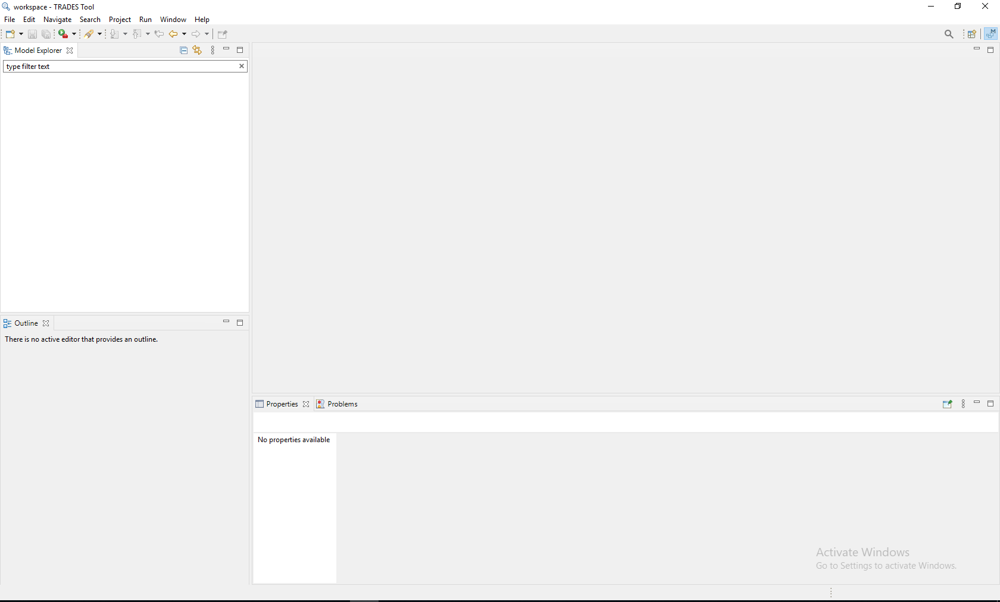 workspace - TRADES Tool
File Edit Navigate Search Project Run Window Help
M
Model Explorer
type filter text
Outline
There is no active editor that provides an outline.
Properties Problems
No properties available
Activate Windows
Go to Settings to activate Windows.